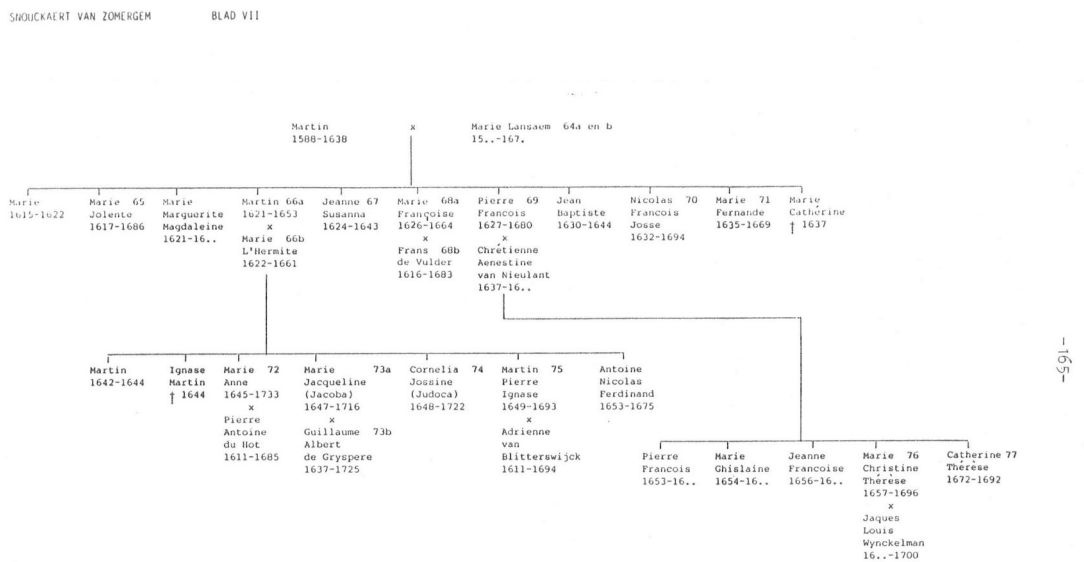 SNOUCKAERT VAN ZOMERGEM BLAD VII
Martin x Marie Lansaem 64a en b
1588-1638 15..-167.
Marie
1615-1622
Marie 65
Jolente
1617-1686
Marie
Marguerite
Magdaleine
1621-16..
Martin 66a
1621-1653
x
Marie 66b
L'Hermite
1622-1661
Jeanne 67
Susanna
1624-1643
Marie 68a
Françoise
1626-1664
x
Frans 68b
de Vulder
1616-1683
Pierre 69
Francois
1627-1680
x
Chrétienne
Aenestine
van Nieulant
1637-16..
Jean
Baptiste
1630-1644
Nicolas 70
Francois
Josse
1632-1694
Marie 71
Fernande
1635-1669
Marie
Cathérine
† 1637
Martin
1642-1644
Ignase
Martin
† 1644
Marie 72
Anne
1645-1733
x
Pierre
Antoine
du Hot
1611-1685
Marie 73a
Jacqueline
(Jacoba)
1647-1716
x
Guillaume 73b
Albert
de Gryspere
1637-1725
Cornelia 74
Jossine
(Judoca)
1648-1722
Martin 75
Pierre
Ignase
1649-1693
x
Adrienne
van
Blitterswijck
1611-1694
Antoine
Nicolas
Ferdinand
1653-1675
Pierre
Francois
1653-16..
Marie
Ghislaine
1654-16..
Jeanne
Francoise
1656-16..
Marie 76
Christine
Thérèse
1657-1696
x
Jaques
Louis
Wynckelman
16..-1700
Catherine 77
Thérèse
1672-1692
-165-